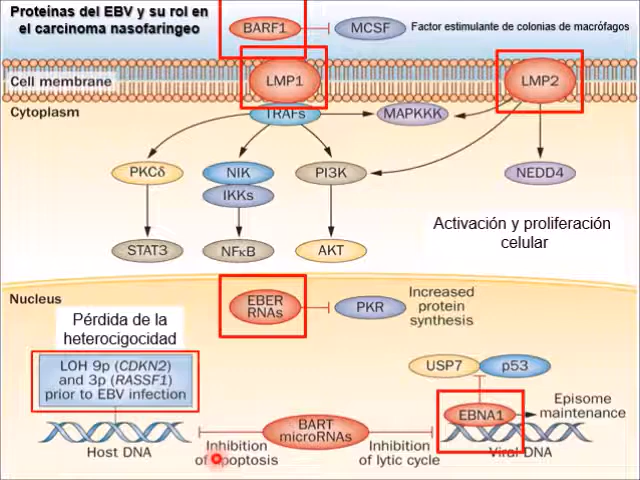 Proteínas del EBV y su rol en
el carcinoma nasofaríngeo
BARF1
MCSF
Factor estimulante de colonias de macrófagos
Cell membrane
LMP1
LMP2
Cytoplasm
TRAFs
MAPKKK
PKCδ
NIK
PI3K
NEDD4
IKKs
STAT3
NFκB
AKT
Activación y proliferación
celular
Nucleus
EBER
RNAs
PKR
Increased
protein
synthesis
Pérdida de la
heterocigocidad
LOH 9p (CDKN2)
and 3p (RASSF1)
prior to EBV infection
USP7
p53
EBNA1
Episome
maintenance
BART
microRNAs
Host DNA
Inhibition
of apoptosis
Inhibition
of lytic cycle
Viral DNA